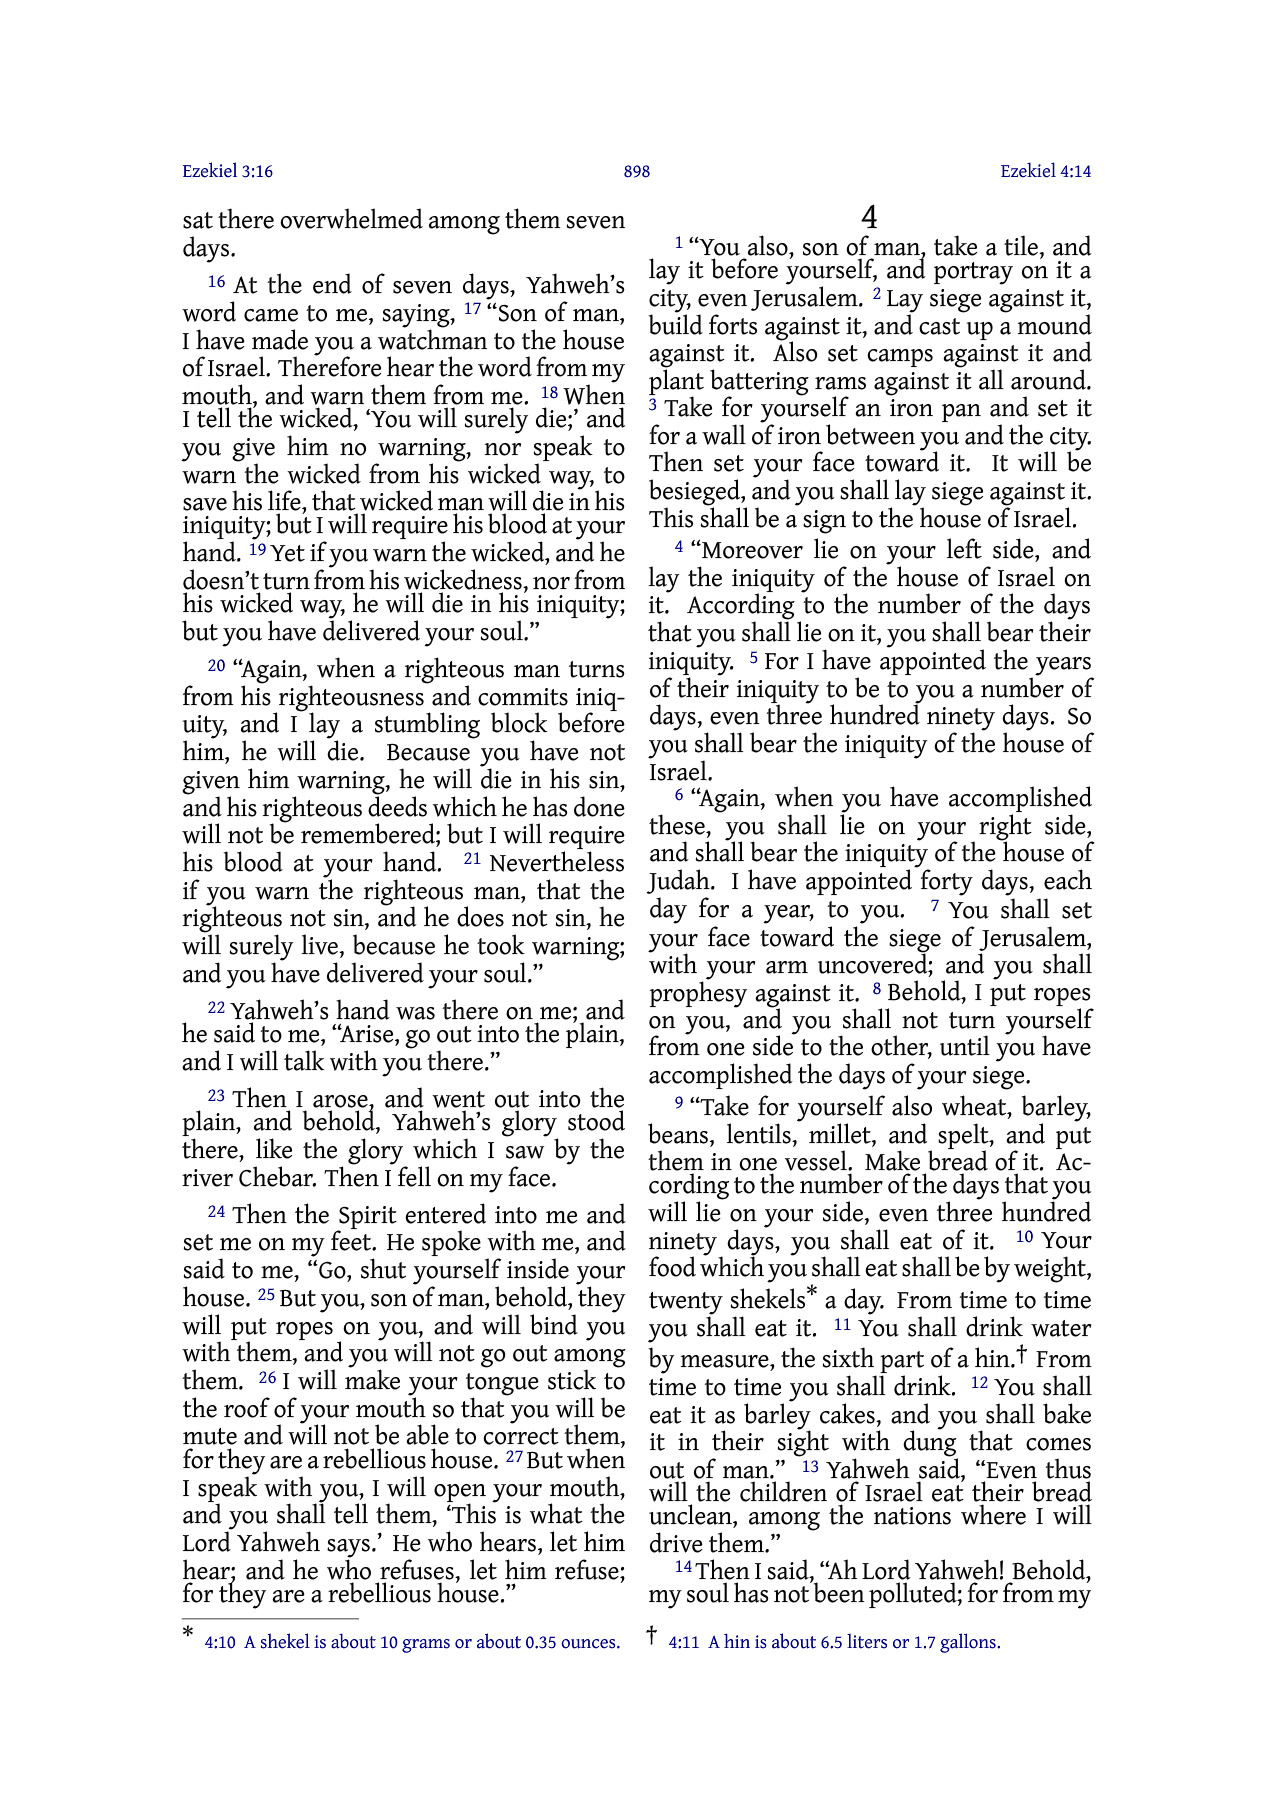 Ezekiel 3:16 898 Ezekiel 4:14
sat there overwhelmed among them seven
days.
16 At the end of seven days, Yahweh’s
word came to me, saying, 17 “Son of man,
I have made you a watchman to the house
of Israel. Therefore hear the word from my
mouth, and warn them from me. 18 When
I tell the wicked, ‘You will surely die;’ and
you give him no warning, nor speak to
warn the wicked from his wicked way, to
save his life, that wicked man will die in his
iniquity; but I will require his blood at your
hand. 19 Yet if you warn the wicked, and he
doesn’t turn from his wickedness, nor from
his wicked way, he will die in his iniquity;
but you have delivered your soul.”
20 “Again, when a righteous man turns
from his righteousness and commits iniq-
uity, and I lay a stumbling block before
him, he will die. Because you have not
given him warning, he will die in his sin,
and his righteous deeds which he has done
will not be remembered; but I will require
his blood at your hand. 21 Nevertheless
if you warn the righteous man, that the
righteous not sin, and he does not sin, he
will surely live, because he took warning;
and you have delivered your soul.”
22 Yahweh’s hand was there on me; and
he said to me, “Arise, go out into the plain,
and I will talk with you there.”
23 Then I arose, and went out into the
plain, and behold, Yahweh’s glory stood
there, like the glory which I saw by the
river Chebar. Then I fell on my face.
24 Then the Spirit entered into me and
set me on my feet. He spoke with me, and
said to me, “Go, shut yourself inside your
house. 25 But you, son of man, behold, they
will put ropes on you, and will bind you
with them, and you will not go out among
them. 26 I will make your tongue stick to
the roof of your mouth so that you will be
mute and will not be able to correct them,
for they are a rebellious house. 27 But when
I speak with you, I will open your mouth,
and you shall tell them, ‘This is what the
Lord Yahweh says.’ He who hears, let him
hear; and he who refuses, let him refuse;
for they are a rebellious house.”
4
1 “You also, son of man, take a tile, and
lay it before yourself, and portray on it a
city, even Jerusalem. 2 Lay siege against it,
build forts against it, and cast up a mound
against it. Also set camps against it and
plant battering rams against it all around.
3 Take for yourself an iron pan and set it
for a wall of iron between you and the city.
Then set your face toward it. It will be
besieged, and you shall lay siege against it.
This shall be a sign to the house of Israel.
4 “Moreover lie on your left side, and
lay the iniquity of the house of Israel on
it. According to the number of the days
that you shall lie on it, you shall bear their
iniquity. 5 For I have appointed the years
of their iniquity to be to you a number of
days, even three hundred ninety days. So
you shall bear the iniquity of the house of
Israel.
6 “Again, when you have accomplished
these, you shall lie on your right side,
and shall bear the iniquity of the house of
Judah. I have appointed forty days, each
day for a year, to you. 7 You shall set
your face toward the siege of Jerusalem,
with your arm uncovered; and you shall
prophesy against it. 8 Behold, I put ropes
on you, and you shall not turn yourself
from one side to the other, until you have
accomplished the days of your siege.
9 “Take for yourself also wheat, barley,
beans, lentils, millet, and spelt, and put
them in one vessel. Make bread of it. Ac-
cording to the number of the days that you
will lie on your side, even three hundred
ninety days, you shall eat of it. 10 Your
food which you shall eat shall be by weight,
twenty shekels* a day. From time to time
you shall eat it. 11 You shall drink water
by measure, the sixth part of a hin.† From
time to time you shall drink. 12 You shall
eat it as barley cakes, and you shall bake
it in their sight with dung that comes
out of man.” 13 Yahweh said, “Even thus
will the children of Israel eat their bread
unclean, among the nations where I will
drive them.”
14 Then I said, “Ah Lord Yahweh! Behold,
my soul has not been polluted; for from my
* 4:10 A shekel is about 10 grams or about 0.35 ounces.
† 4:11 A hin is about 6.5 liters or 1.7 gallons.